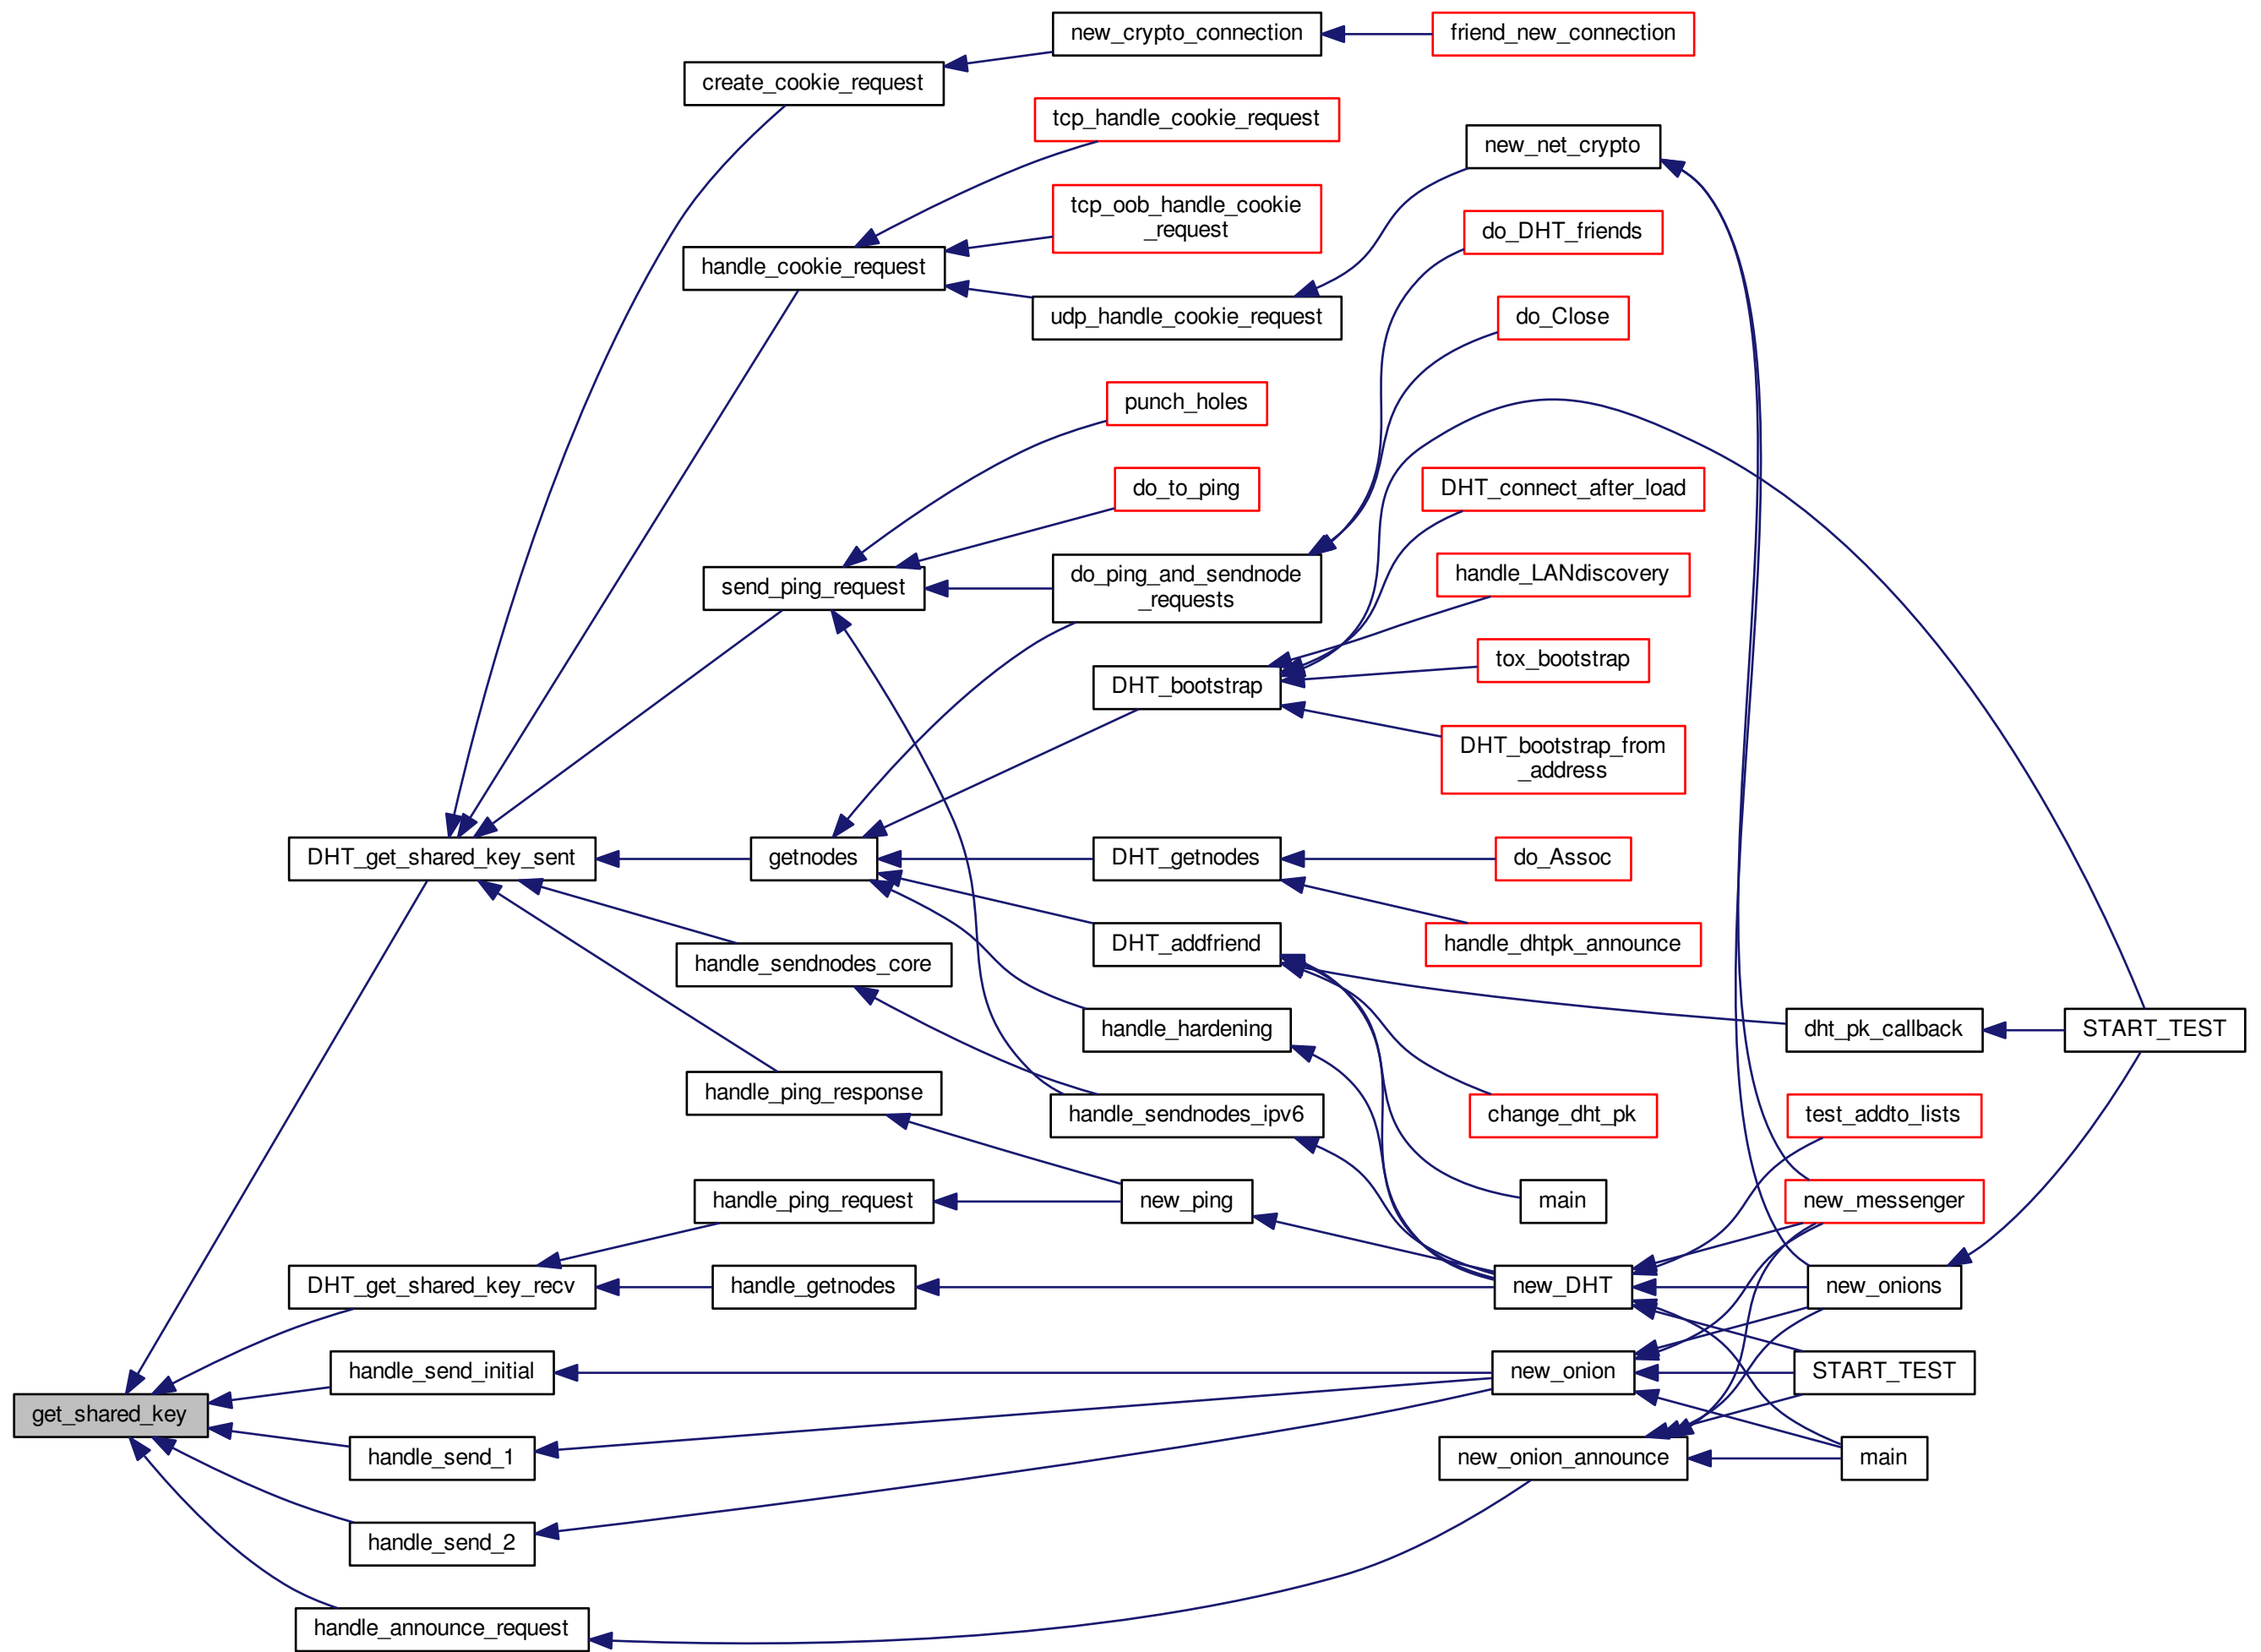 new_crypto_connection
friend_new_connection
create_cookie_request
tcp_handle_cookie_request
new_net_crypto
tcp_oob_handle_cookie
_request
do_DHT_friends
handle_cookie_request
udp_handle_cookie_request
do_Close
punch_holes
do_to_ping
DHT_connect_after_load
send_ping_request
do_ping_and_sendnode
_requests
handle_LANdiscovery
tox_bootstrap
DHT_bootstrap
DHT_bootstrap_from
_address
DHT_get_shared_key_sent
getnodes
DHT_getnodes
do_Assoc
DHT_addfriend
handle_dhtpk_announce
handle_sendnodes_core
handle_hardening
dht_pk_callback
START_TEST
handle_ping_response
handle_sendnodes_ipv6
change_dht_pk
test_addto_lists
handle_ping_request
new_ping
main
new_messenger
DHT_get_shared_key_recv
handle_getnodes
new_DHT
new_onions
handle_send_initial
new_onion
START_TEST
get_shared_key
handle_send_1
new_onion_announce
main
handle_send_2
handle_announce_request